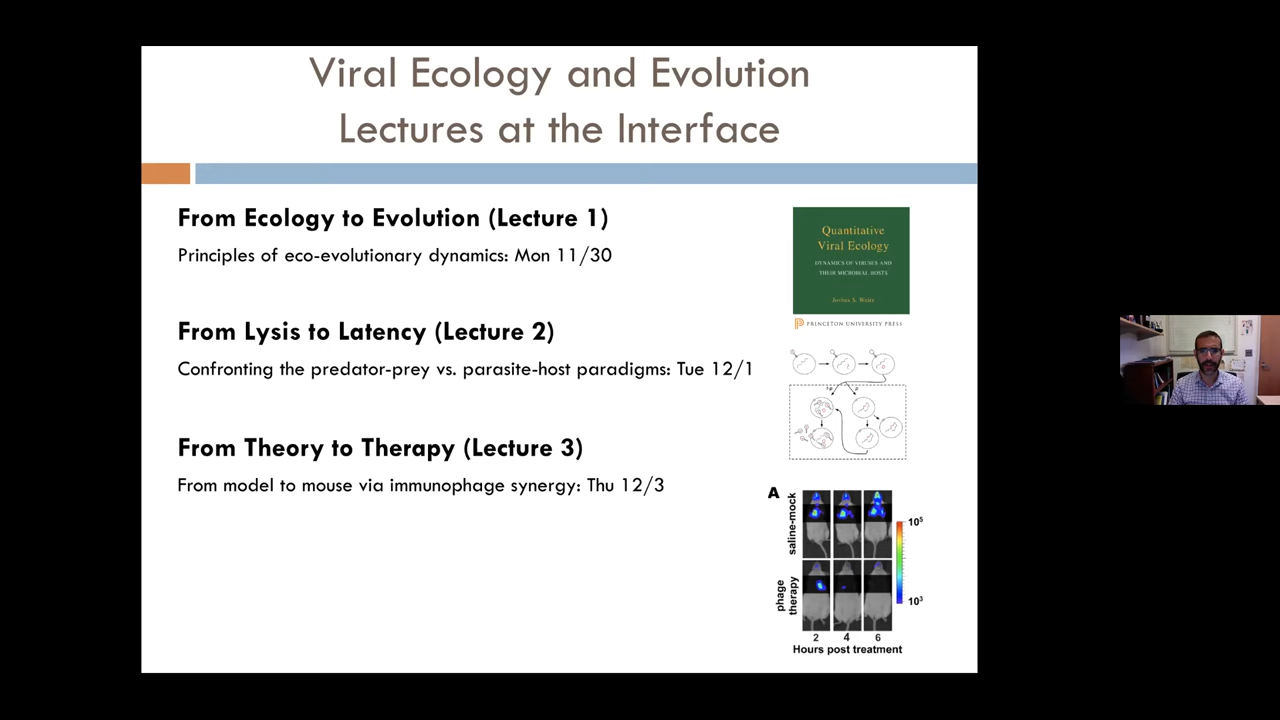 Viral Ecology and Evolution
Lectures at the Interface
From Ecology to Evolution (Lecture 1)
Principles of eco-evolutionary dynamics: Mon 11/30
From Lysis to Latency (Lecture 2)
Confronting the predator-prey vs. parasite-host paradigms: Tue 12/1
From Theory to Therapy (Lecture 3)
From model to mouse via immunophage synergy: Thu 12/3
Quantitative
Viral Ecology
DYNAMICS OF VIRUSES AND
THEIR MICROBIAL HOSTS
Joshua S. Weitz
PRINCETON UNIVERSITY PRESS
A
saline-mock
phage
therapy
10⁵
10³
2 4 6
Hours post treatment